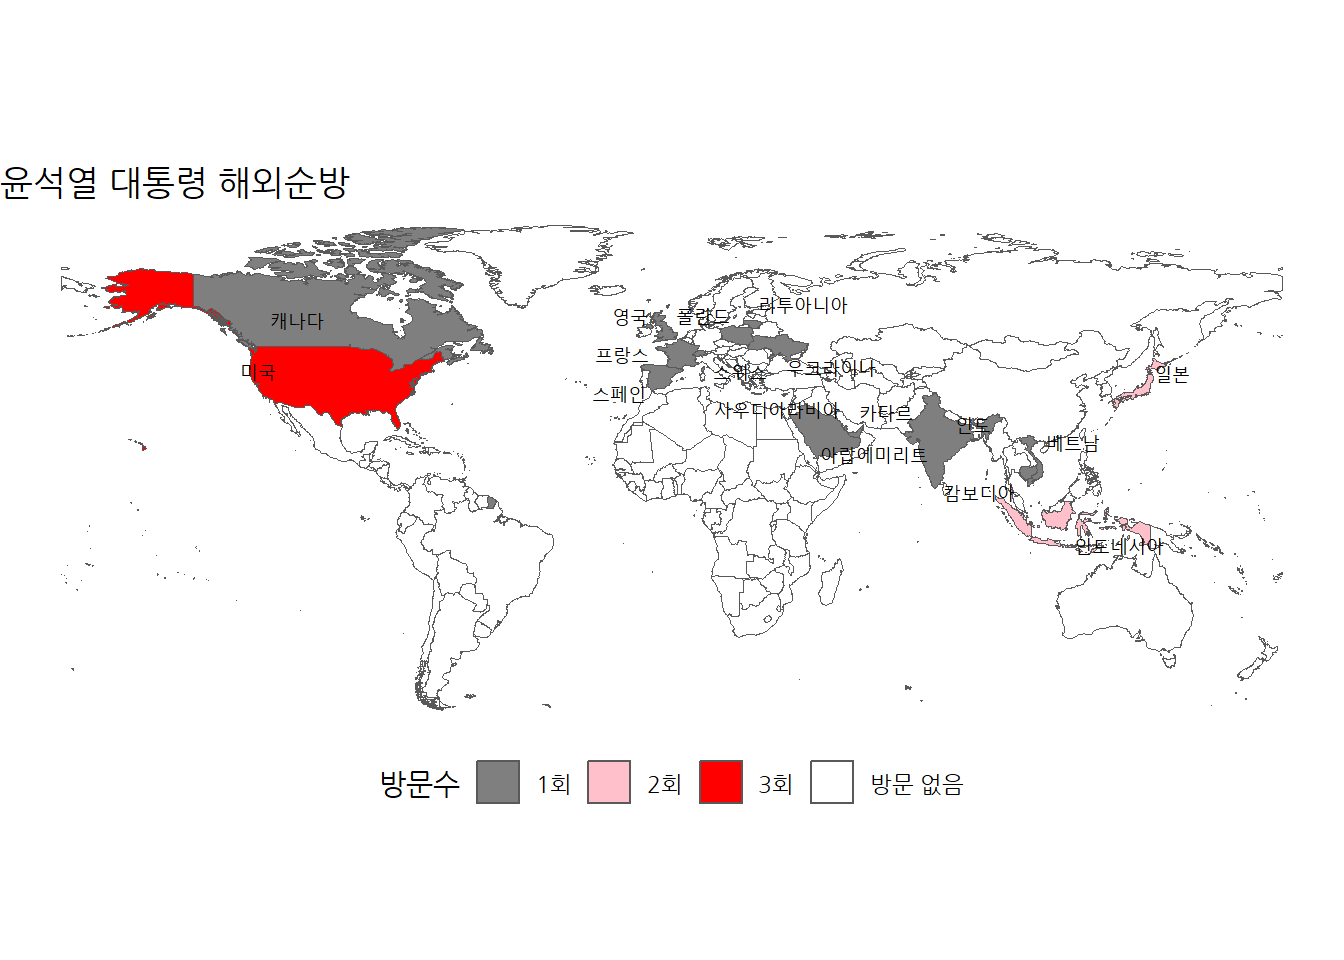 윤석열 대통령 해외순방
캐나다
미국
영국
폴란드
리투아니아
프랑스
스위스
우크라이나
일본
스페인
사우디아라비아
카타르
인도
베트남
아랍에미리트
캄보디아
인도네시아
방문수 1회 2회 3회 방문 없음